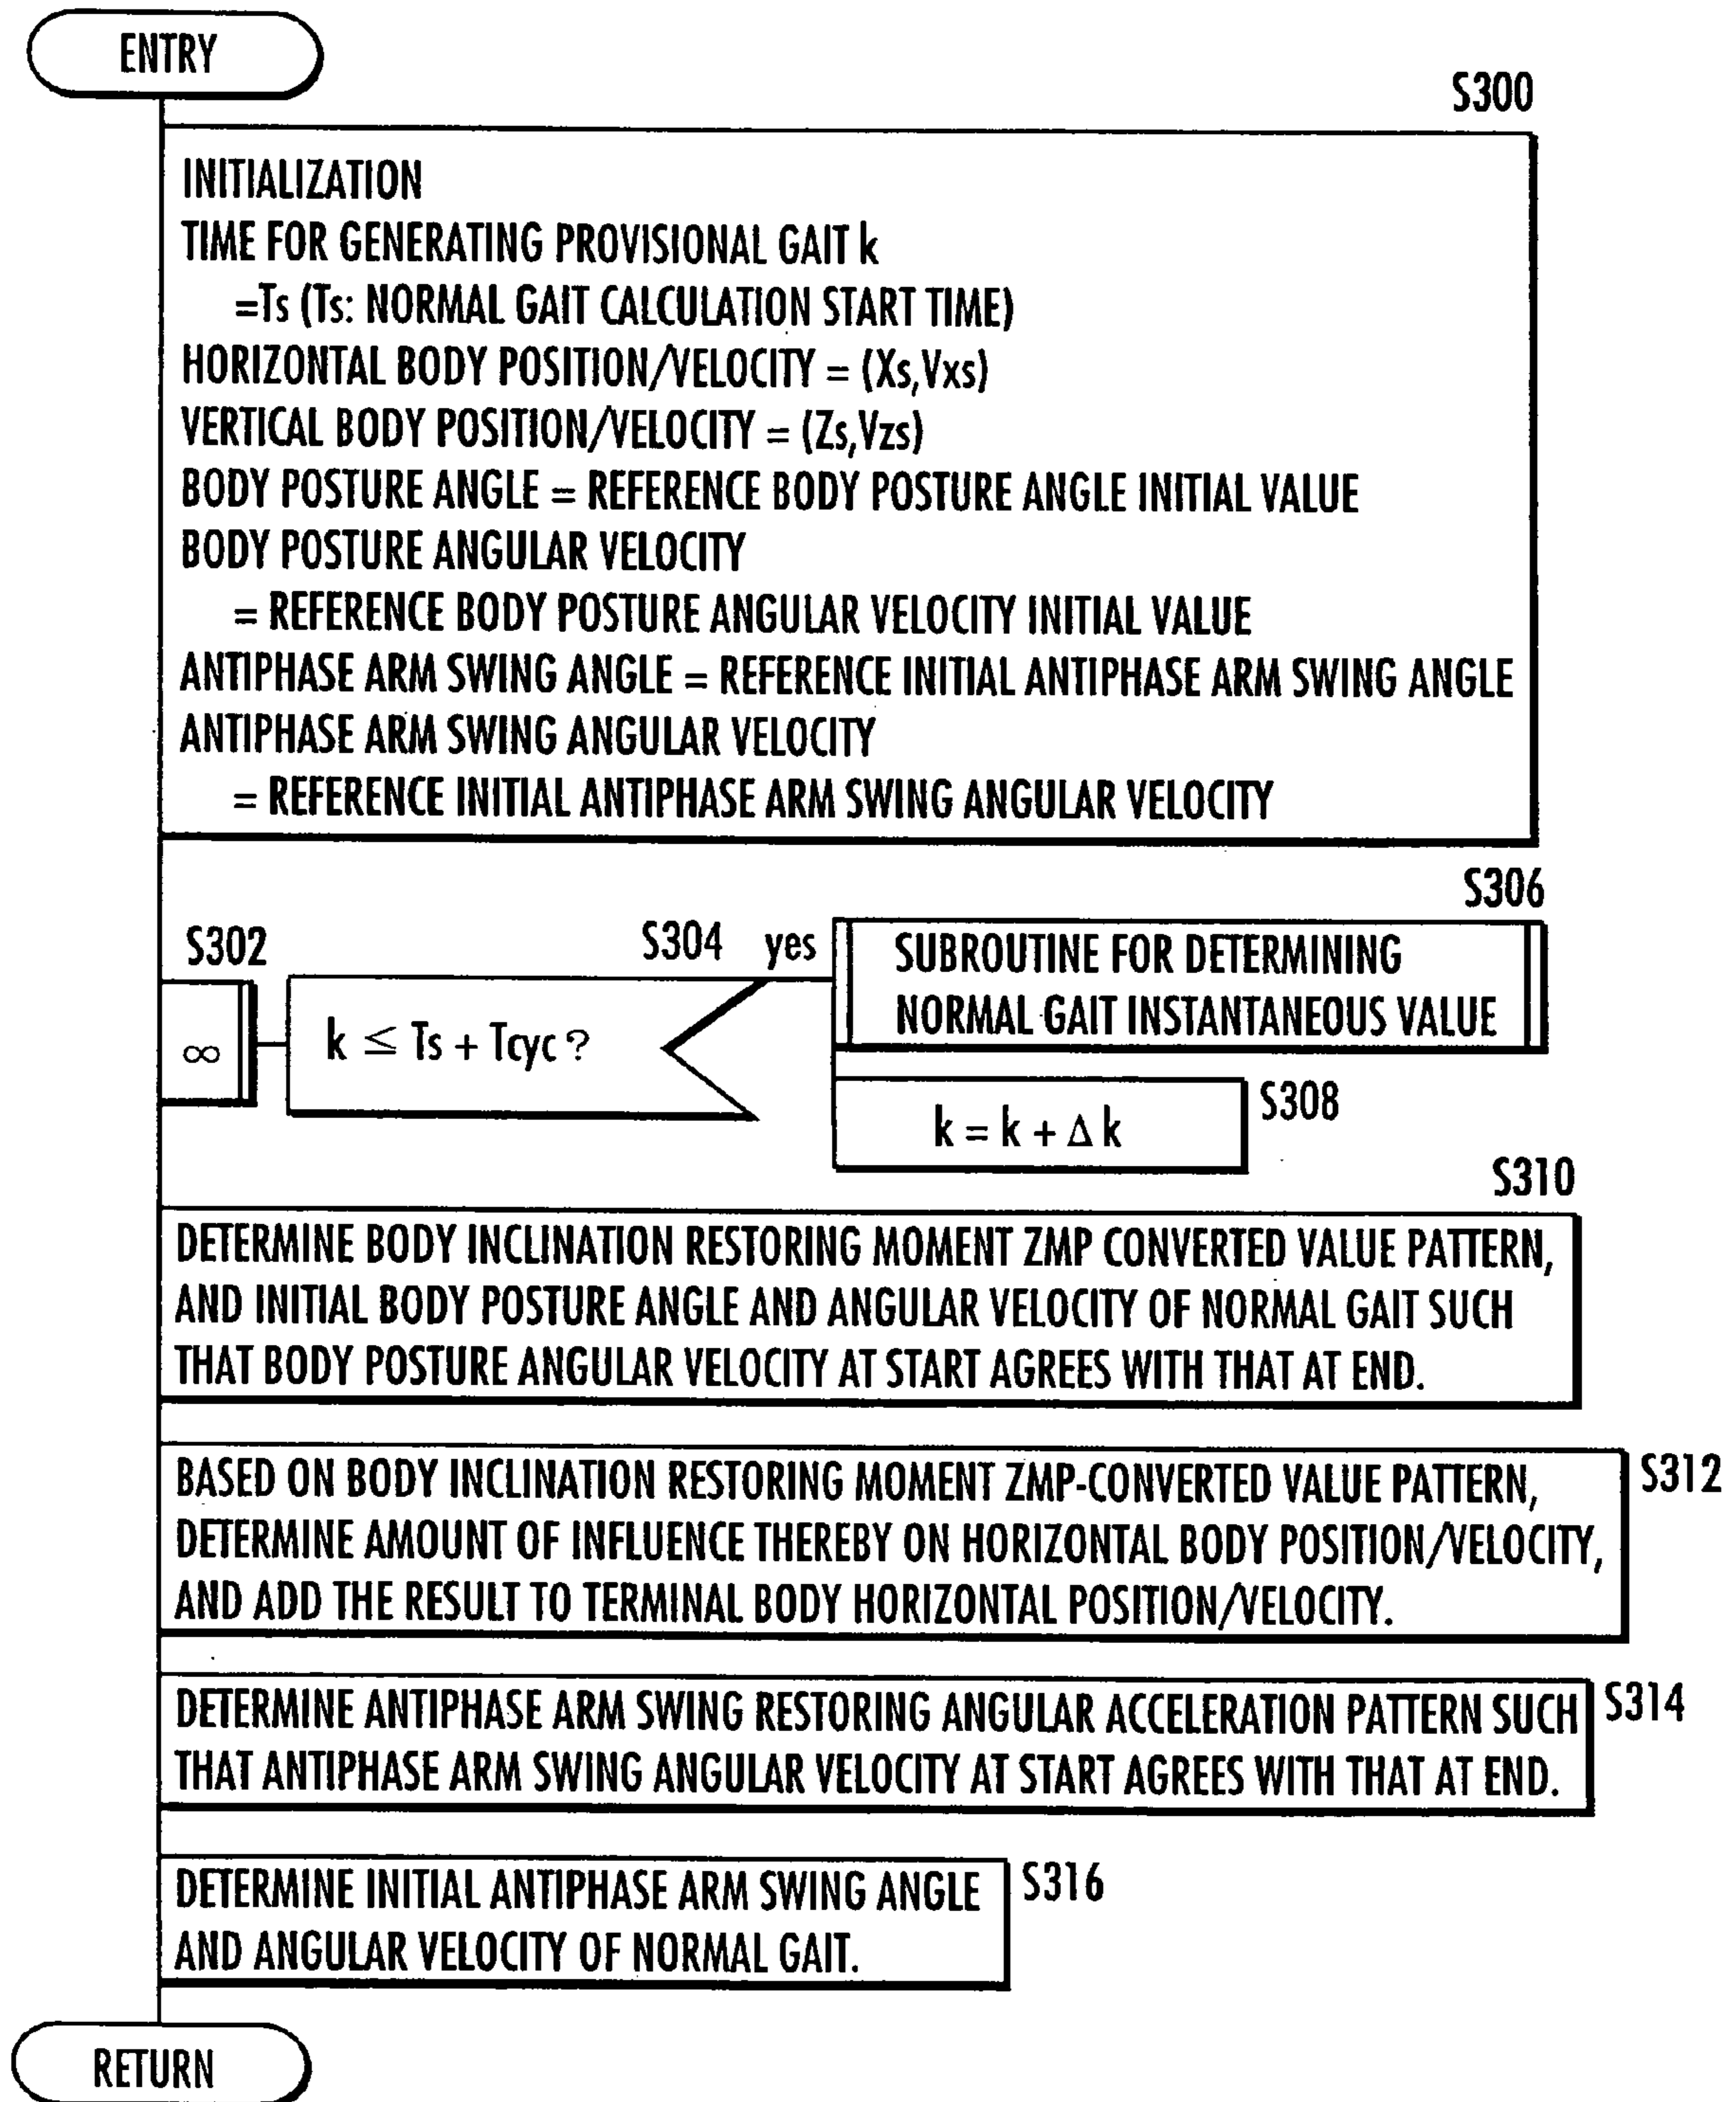 ENTRY
S300
INITIALIZATION
TIME FOR GENERATING PROVISIONAL GAIT k
=Ts (Ts: NORMAL GAIT CALCULATION START TIME)
HORIZONTAL BODY POSITION/VELOCITY = (Xs,Vxs)
VERTICAL BODY POSITION/VELOCITY = (Zs,Vzs)
BODY POSTURE ANGLE = REFERENCE BODY POSTURE ANGLE INITIAL VALUE
BODY POSTURE ANGULAR VELOCITY
= REFERENCE BODY POSTURE ANGULAR VELOCITY INITIAL VALUE
ANTIPHASE ARM SWING ANGLE = REFERENCE INITIAL ANTIPHASE ARM SWING ANGLE
ANTIPHASE ARM SWING ANGULAR VELOCITY
= REFERENCE INITIAL ANTIPHASE ARM SWING ANGULAR VELOCITY
S302
∞
S304
k ≤ Ts + Tcyc ?
yes
S306
SUBROUTINE FOR DETERMINING
NORMAL GAIT INSTANTANEOUS VALUE
k = k + Δ k
S308
S310
DETERMINE BODY INCLINATION RESTORING MOMENT ZMP CONVERTED VALUE PATTERN,
AND INITIAL BODY POSTURE ANGLE AND ANGULAR VELOCITY OF NORMAL GAIT SUCH
THAT BODY POSTURE ANGULAR VELOCITY AT START AGREES WITH THAT AT END.
S312
BASED ON BODY INCLINATION RESTORING MOMENT ZMP-CONVERTED VALUE PATTERN,
DETERMINE AMOUNT OF INFLUENCE THEREBY ON HORIZONTAL BODY POSITION/VELOCITY,
AND ADD THE RESULT TO TERMINAL BODY HORIZONTAL POSITION/VELOCITY.
S314
DETERMINE ANTIPHASE ARM SWING RESTORING ANGULAR ACCELERATION PATTERN SUCH
THAT ANTIPHASE ARM SWING ANGULAR VELOCITY AT START AGREES WITH THAT AT END.
S316
DETERMINE INITIAL ANTIPHASE ARM SWING ANGLE
AND ANGULAR VELOCITY OF NORMAL GAIT.
RETURN